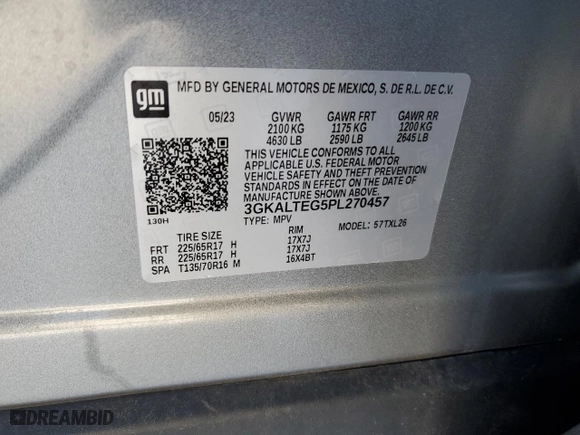 gm
MFD BY GENERAL MOTORS DE MEXICO, S. DE R.L. DE C.V.
05/23 GVWR GAWR FRT GAWR RR
2100 KG 1175 KG 1200 KG
4630 LB 2590 LB 2645 LB
THIS VEHICLE CONFORMS TO ALL
APPLICABLE U.S. FEDERAL MOTOR
VEHICLE SAFETY AND THEFT PREVENTION
STANDARDS IN EFFECT ON THE DATE OF
MANUFACTURE SHOWN ABOVE.
3GKALTEG5PL270457
130H
TYPE: MPV MODEL: 57TXL26
TIRE SIZE RIM
FRT 225/65R17 H 17X7J
RR 225/65R17 H 17X7J
SPA T135/70R16 M 16X4BT
DREAMBID